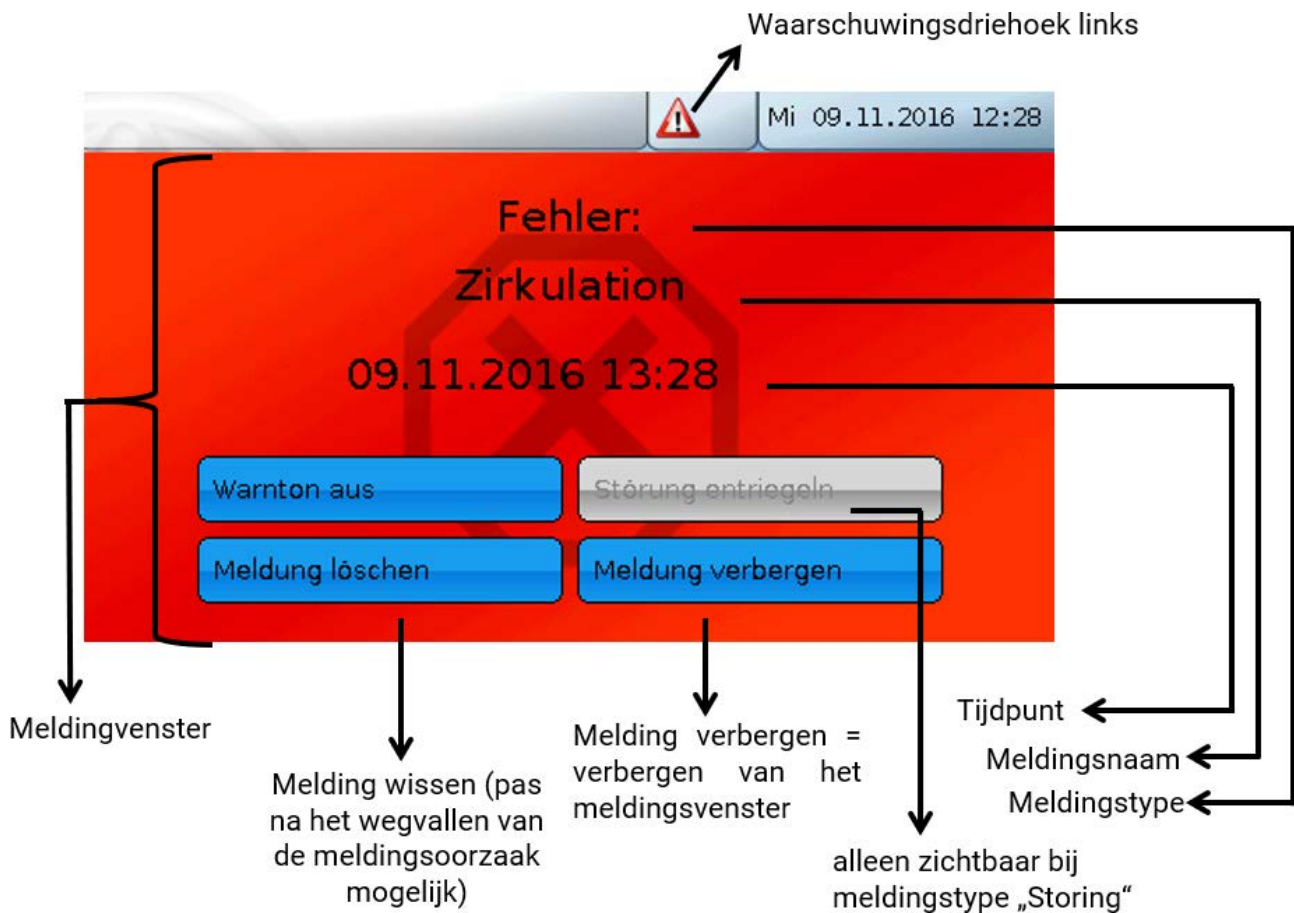 Waarschuwingsdriehoek links
Mi 09.11.2016 12:28
Fehler:
Zirkulation
09.11.2016 13:28
Warnton aus
Störung entriegeln
Meldung löschen
Meldung verbergen
Meldingvenster
Melding wissen (pas
na het wegvallen van
de meldingsoorzaak
mogelijk)
Melding verbergen =
verbergen van het
meldingsvenster
Tijdpunt
Meldingsnaam
Meldingstype
alleen zichtbaar bij
meldingstype „Storing“